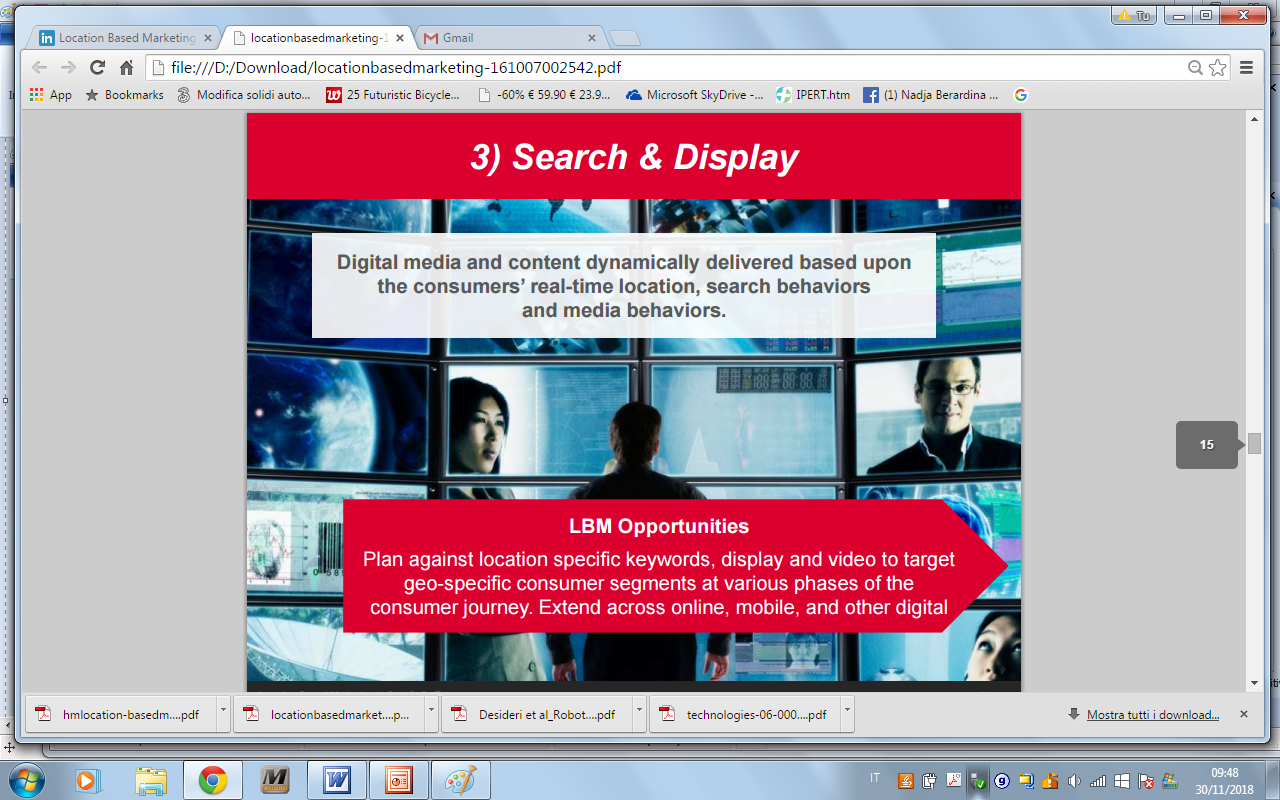 Tu
Location Based Marketing
locationbasedmarketing-1
Gmail
file:///D:/Download/locationbasedmarketing-161007002542.pdf
App
Bookmarks
Modifica solidi auto...
25 Futuristic Bicycle...
-60% € 59.90 € 23.9...
Microsoft SkyDrive -...
IPERT.htm
(1) Nadja Berardina ...
3) Search & Display
Digital media and content dynamically delivered based upon
the consumers’ real-time location, search behaviors
and media behaviors.
15
LBM Opportunities
Plan against location specific keywords, display and video to target
geo-specific consumer segments at various phases of the
consumer journey. Extend across online, mobile, and other digital
hmlocation-basedm....pdf
locationbasedmarket....p...
Desideri et al_Robot....pdf
technologies-06-000....pdf
Mostra tutti i download...
IT
09:48
30/11/2018